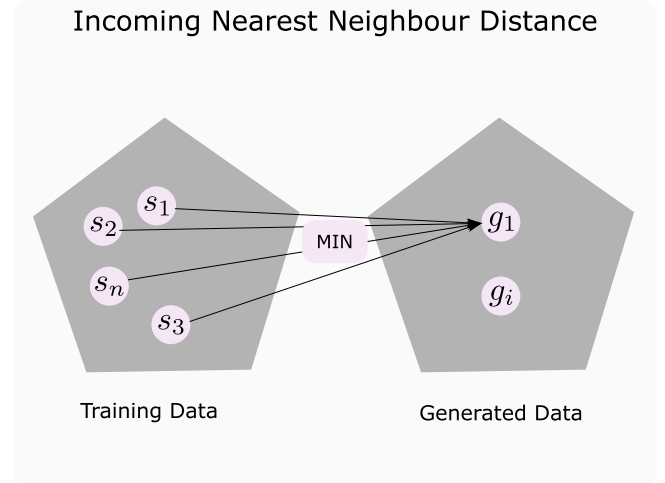 Incoming Nearest Neighbour Distance
s₁
s₂
g₁
MIN
sₙ
gᵢ
s₃
Training Data
Generated Data